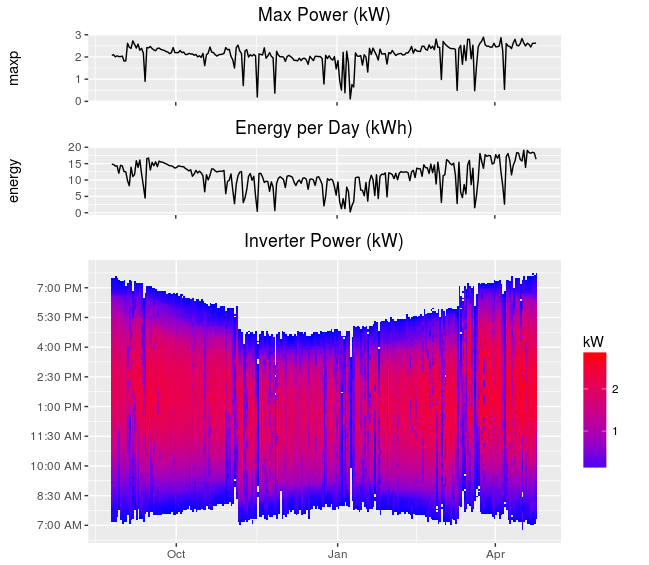 Max Power (kW)
maxp
3
2
1
0
Energy per Day (kWh)
energy
20
15
10
5
0
Inverter Power (kW)
7:00 PM
5:30 PM
4:00 PM
2:30 PM
1:00 PM
11:30 AM
10:00 AM
8:30 AM
7:00 AM
Oct Jan Apr
kW
2
1